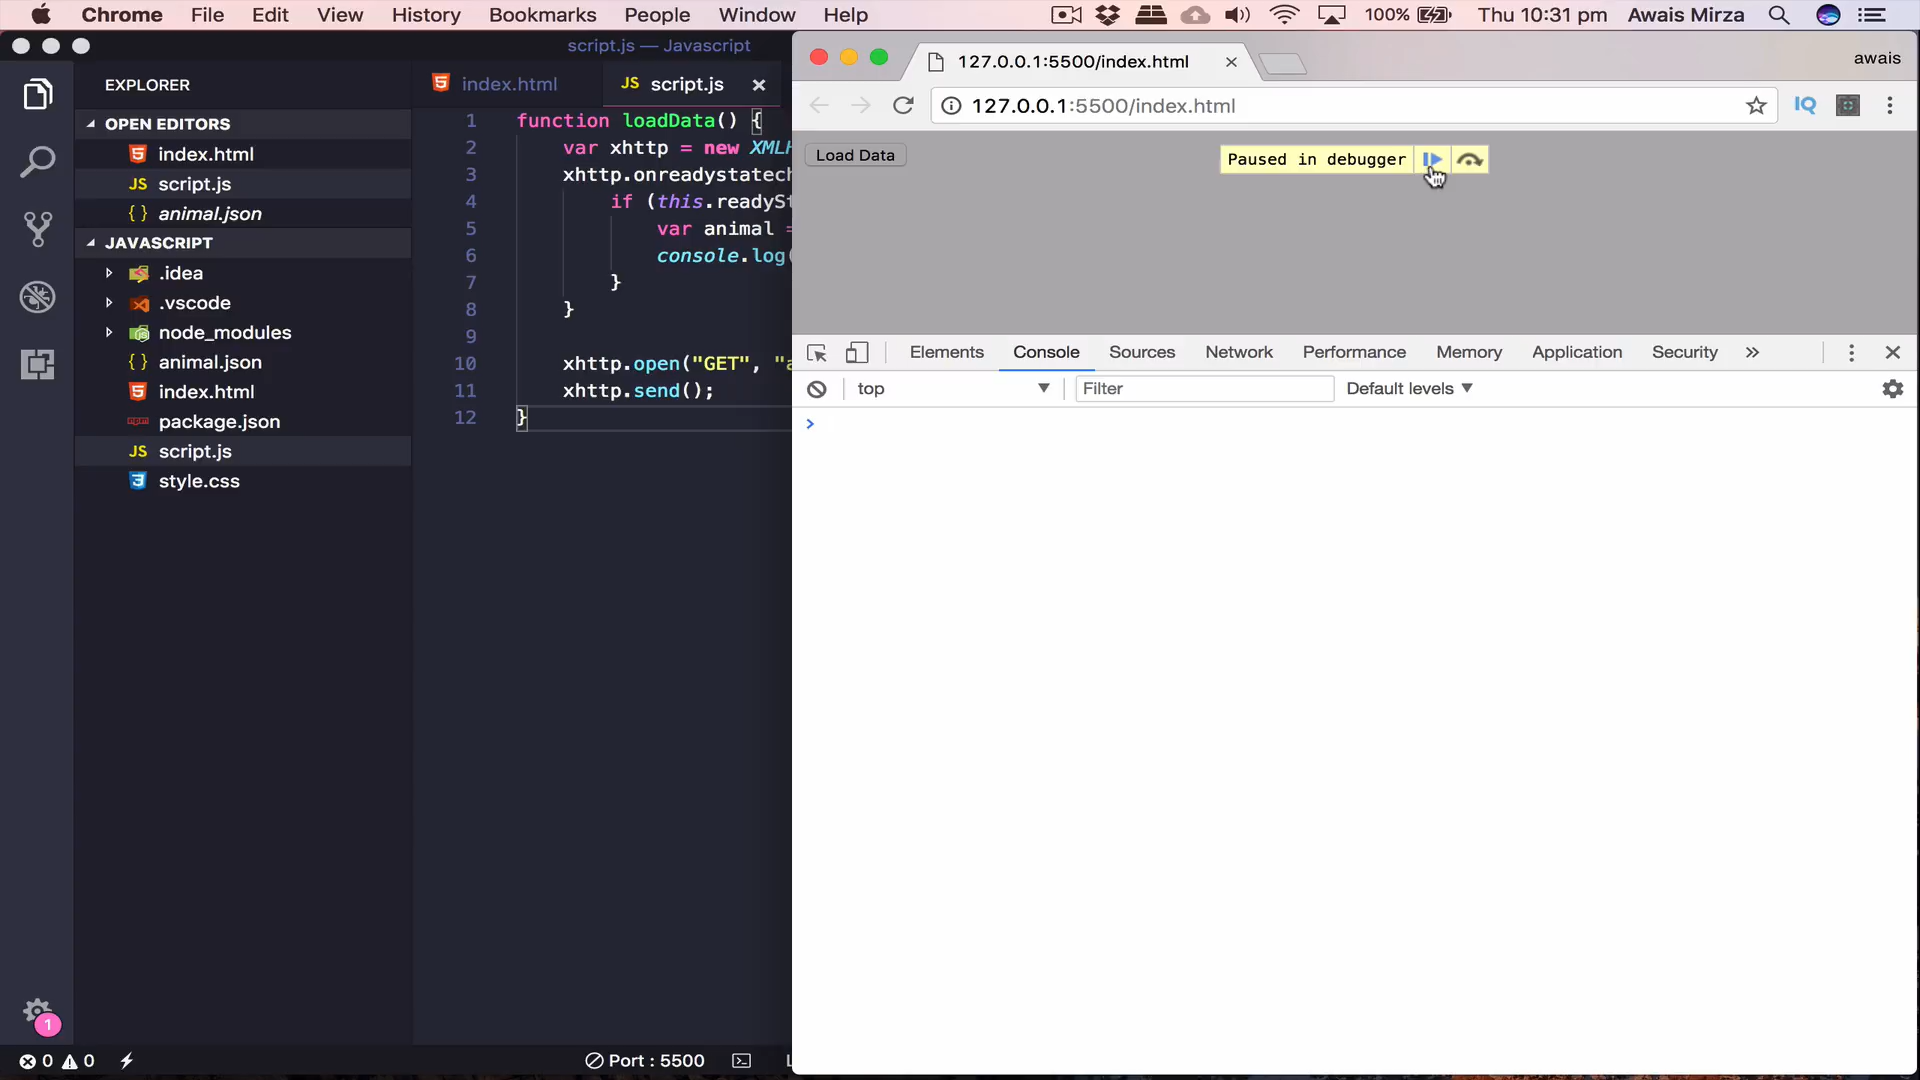 Chrome File Edit View History Bookmarks People Window Help 100% Thu 10:31 pm Awais Mirza
script.js — Javascript
EXPLORER
OPEN EDITORS
index.html
JS script.js
{ } animal.json
JAVASCRIPT
.idea
.vscode
node_modules
{ } animal.json
index.html
package.json
JS script.js
style.css
1
0 0
Port : 5500
index.html
JS script.js
1 function loadData() {
2 var xhttp = new XMLH
3 xhttp.onreadystatech
4 if (this.readySt
5 var animal =
6 console.log(
7 }
8 }
9
10 xhttp.open("GET", "a
11 xhttp.send();
12 }
127.0.0.1:5500/index.html
awais
127.0.0.1:5500/index.html
IQ
Load Data
Paused in debugger
Elements Console Sources Network Performance Memory Application Security »
top Filter Default levels
>